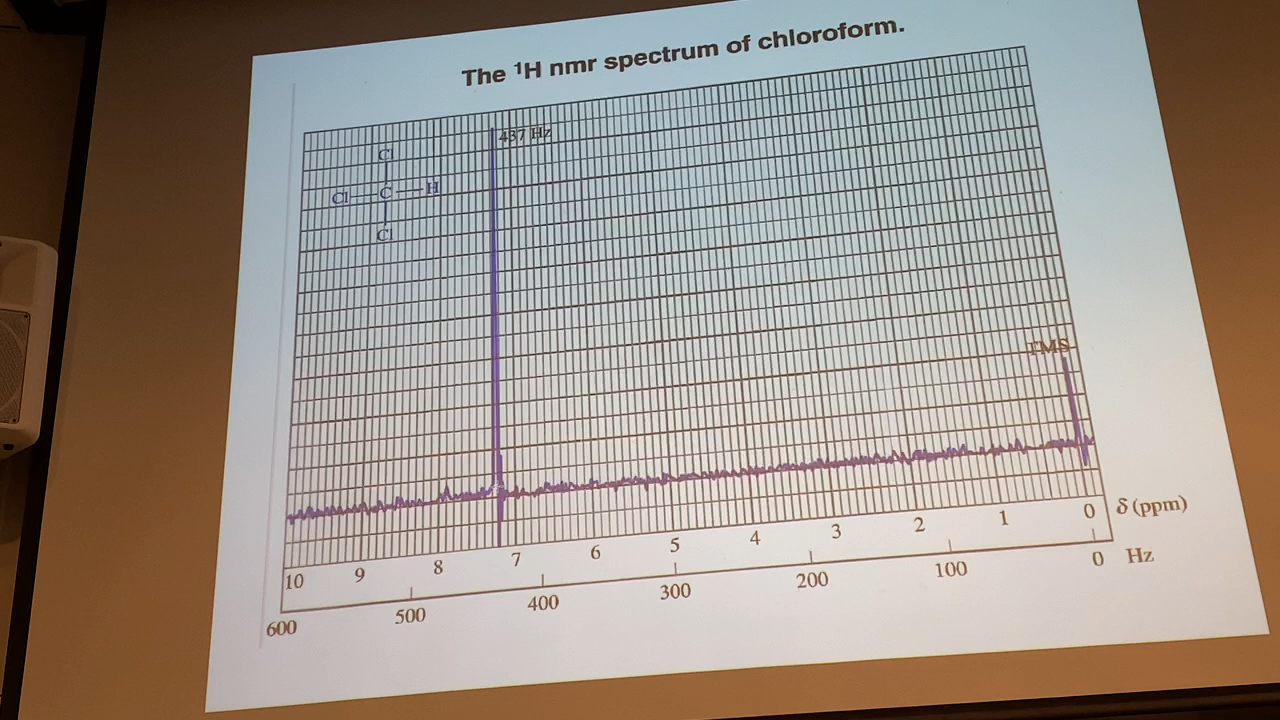 The ¹H nmr spectrum of chloroform.
437 Hz
Cl
Cl—C—H
Cl
TMS
10 9 8 7 6 5 4 3 2 1 0 δ (ppm)
600 500 400 300 200 100 0 Hz